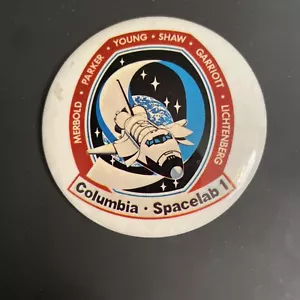 MERBOLD · PARKER · YOUNG · SHAW · GARRIOTT · LICHTENBERG
Columbia · Spacelab 1